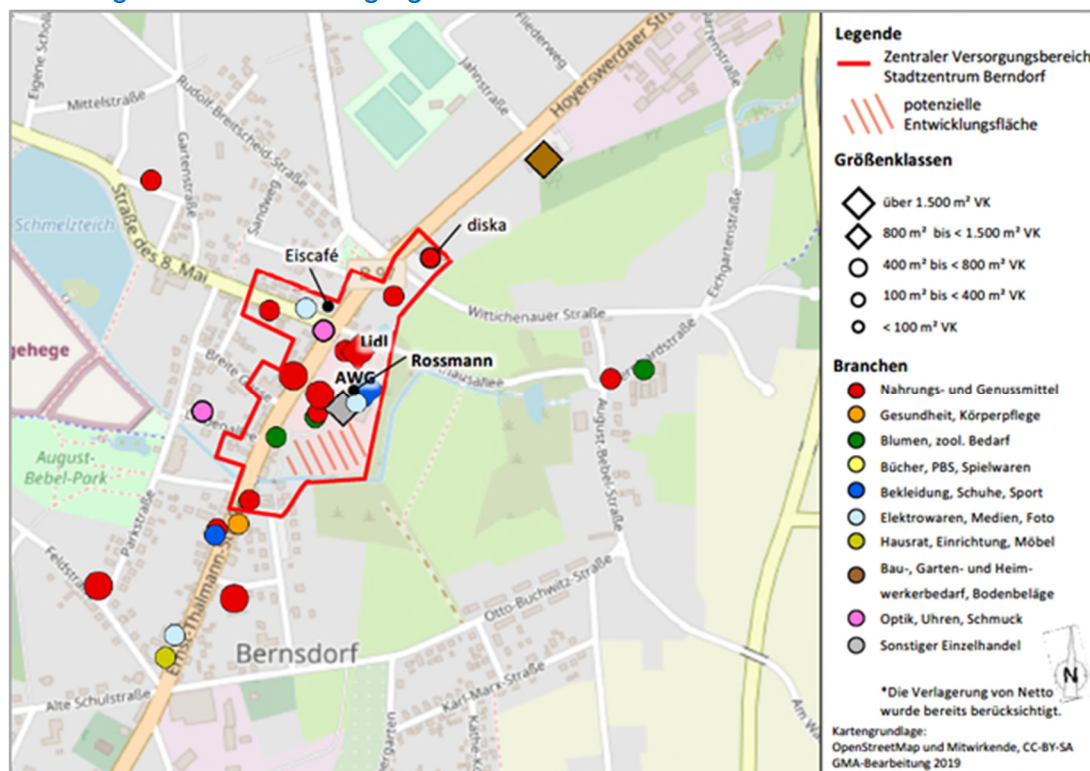 Eigene
Mittelstraße
Rudolf-Breitscheid-Straße
Gartenstraße
Sandweg
Jahnstraße
Fliederweg
Hoyerswerdaer
Eichgartenstraße
Schmelzteich
Straße des 8. Mai
Eiscafé
diska
Wittichenauer Straße
gehege
Breite Gasse
Lidl
Rossmann
AWG
August-
Bebel-Park
Parkstraße
August-Bebel-Straße
Otto-Buchwitz-Straße
Bernsdorf
Alte Schulstraße
Karl-Marx-Straße
Legende
Zentraler Versorgungsbereich
Stadtzentrum Berndorf
potenzielle
Entwicklungsfläche
Größenklassen
über 1.500 m² VK
800 m² bis < 1.500 m² VK
400 m² bis < 800 m² VK
100 m² bis < 400 m² VK
< 100 m² VK
Branchen
Nahrungs- und Genussmittel
Gesundheit, Körperpflege
Blumen, zool. Bedarf
Bücher, PBS, Spielwaren
Bekleidung, Schuhe, Sport
Elektrowaren, Medien, Foto
Hausrat, Einrichtung, Möbel
Bau-, Garten- und Heim-
werkerbedarf, Bodenbeläge
Optik, Uhren, Schmuck
Sonstiger Einzelhandel
N
*Die Verlagerung von Netto
wurde bereits berücksichtigt.
Kartengrundlage:
OpenStreetMap und Mitwirkende, CC-BY-SA
GMA-Bearbeitung 2019